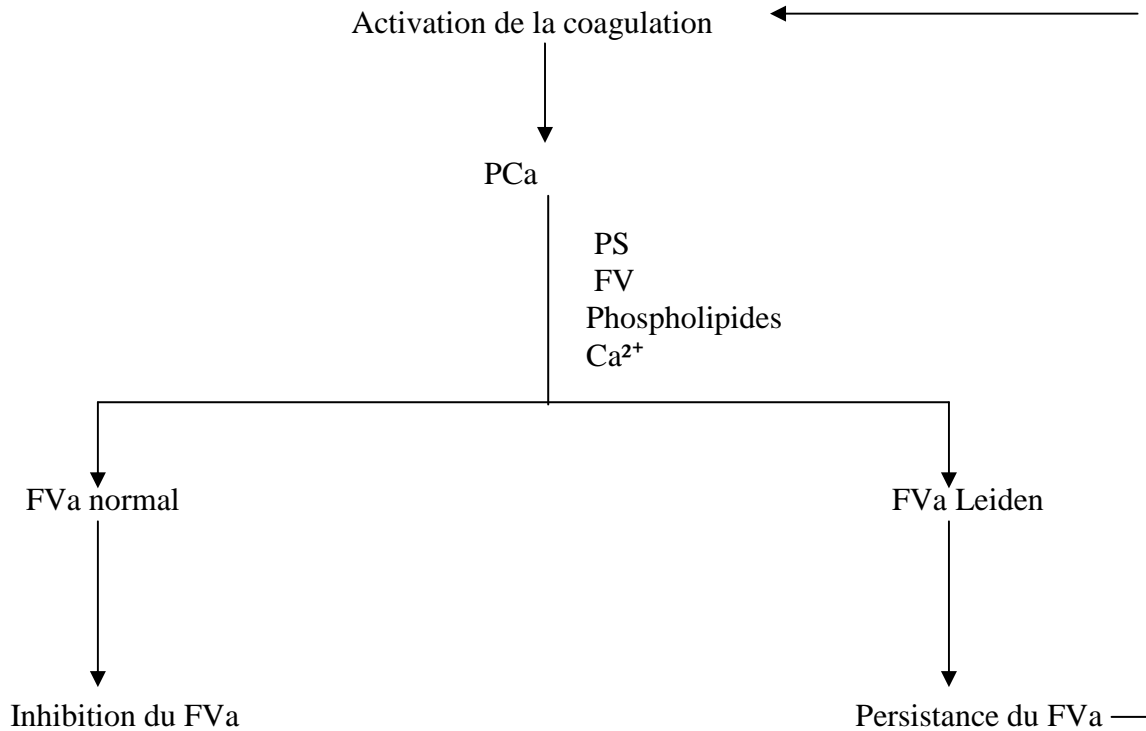 Activation de la coagulation
PCa
PS
FV
Phospholipides
Ca²⁺
FVa normal
FVa Leiden
Inhibition du FVa
Persistance du FVa